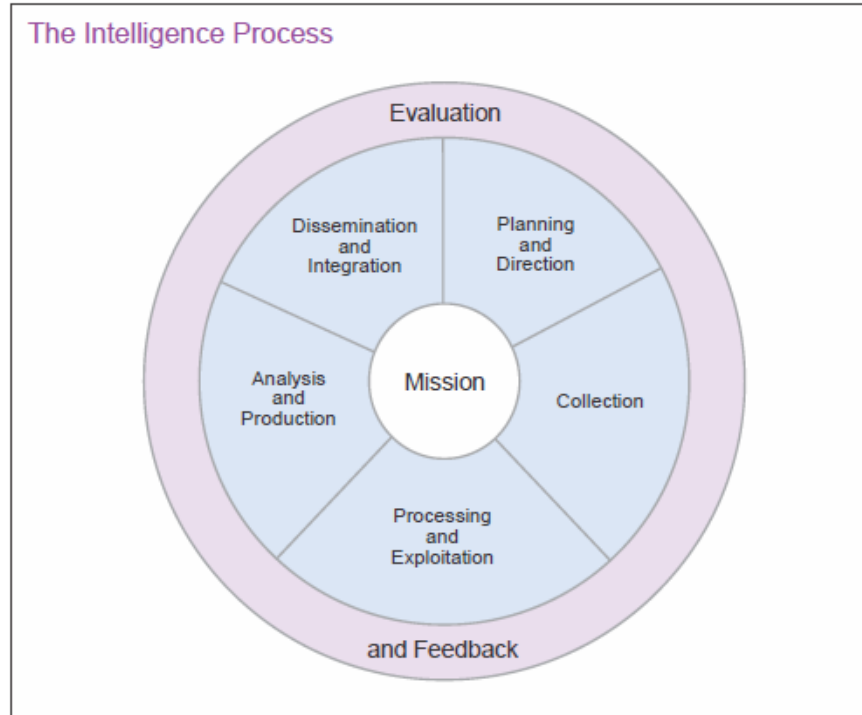 The Intelligence Process
Evaluation
Dissemination
and
Integration
Planning
and
Direction
Analysis
and
Production
Mission
Collection
Processing
and
Exploitation
and Feedback